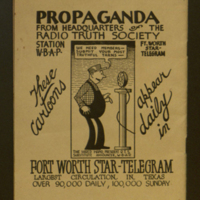 PROPAGANDA
FROM HEADQUARTERS OF THE
RADIO TRUTH SOCIETY
STATION
W.B.A.P.
FT. WORTH
STAR-
TELEGRAM
These
cartoons
appear
daily
in
FORT WORTH STAR-TELEGRAM
LARGEST CIRCULATION IN TEXAS
OVER 90,000 DAILY, 100,000 SUNDAY